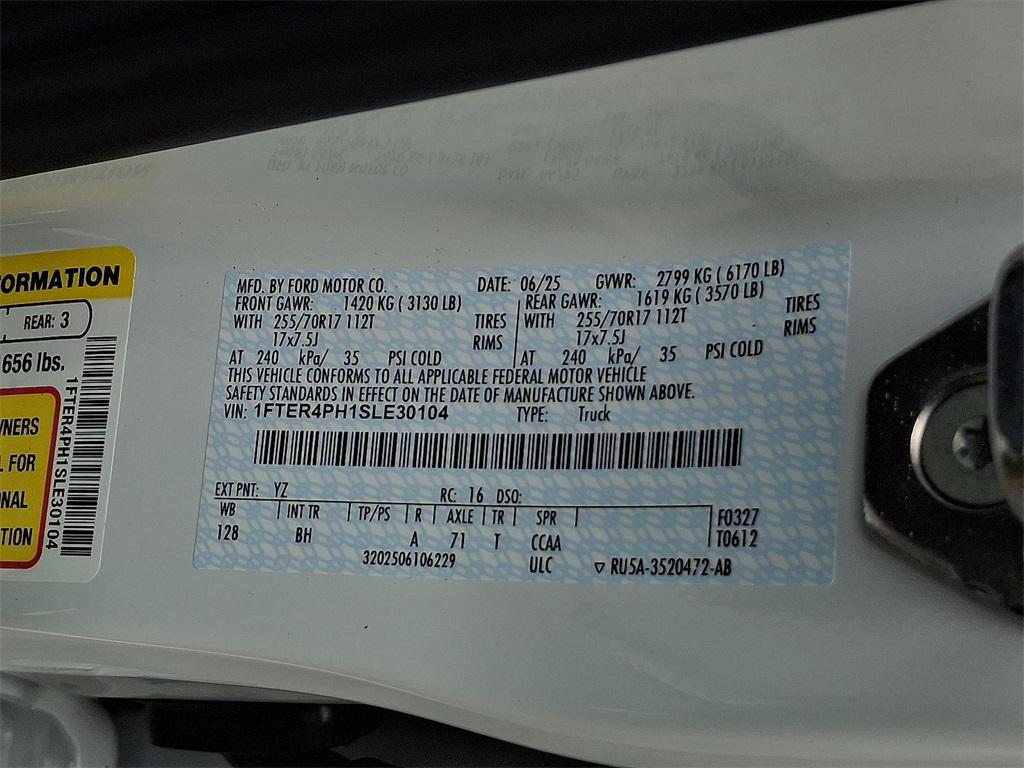 ORMATION
REAR: 3
656 lbs.
NERS
FOR
NAL
TION
1FTER4PH1SLE30104
MFD. BY FORD MOTOR CO. DATE: 06/25 GVWR: 2799 KG ( 6170 LB)
FRONT GAWR: 1420 KG ( 3130 LB) REAR GAWR: 1619 KG ( 3570 LB)
WITH 255/70R17 112T TIRES WITH 255/70R17 112T TIRES
17x7.5J RIMS 17x7.5J RIMS
AT 240 kPa/ 35 PSI COLD AT 240 kPa/ 35 PSI COLD
THIS VEHICLE CONFORMS TO ALL APPLICABLE FEDERAL MOTOR VEHICLE
SAFETY STANDARDS IN EFFECT ON THE DATE OF MANUFACTURE SHOWN ABOVE.
VIN: 1FTER4PH1SLE30104 TYPE: Truck
EXT PNT: YZ RC: 16 DSO:
WB INT TR TP/PS R AXLE TR SPR F0327
128 BH A 71 T CCAA T0612
3202506106229 ULC ▽ RU5A-3520472-AB